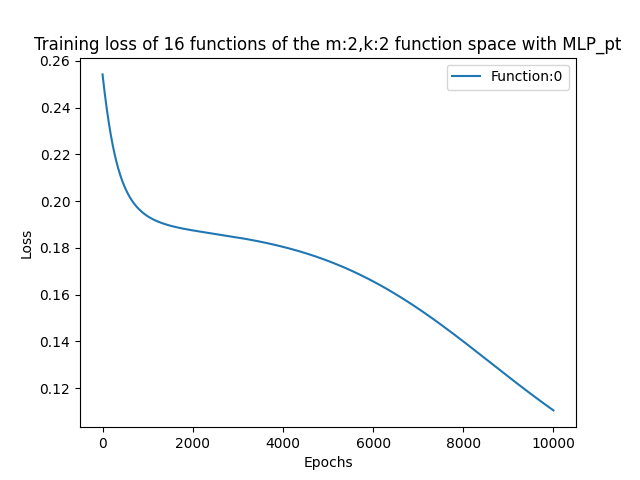 Training loss of 16 functions of the m:2,k:2 function space with MLP_pt
0.26
0.24
0.22
0.20
0.18
0.16
0.14
0.12
Loss
Function:0
0 2000 4000 6000 8000 10000
Epochs